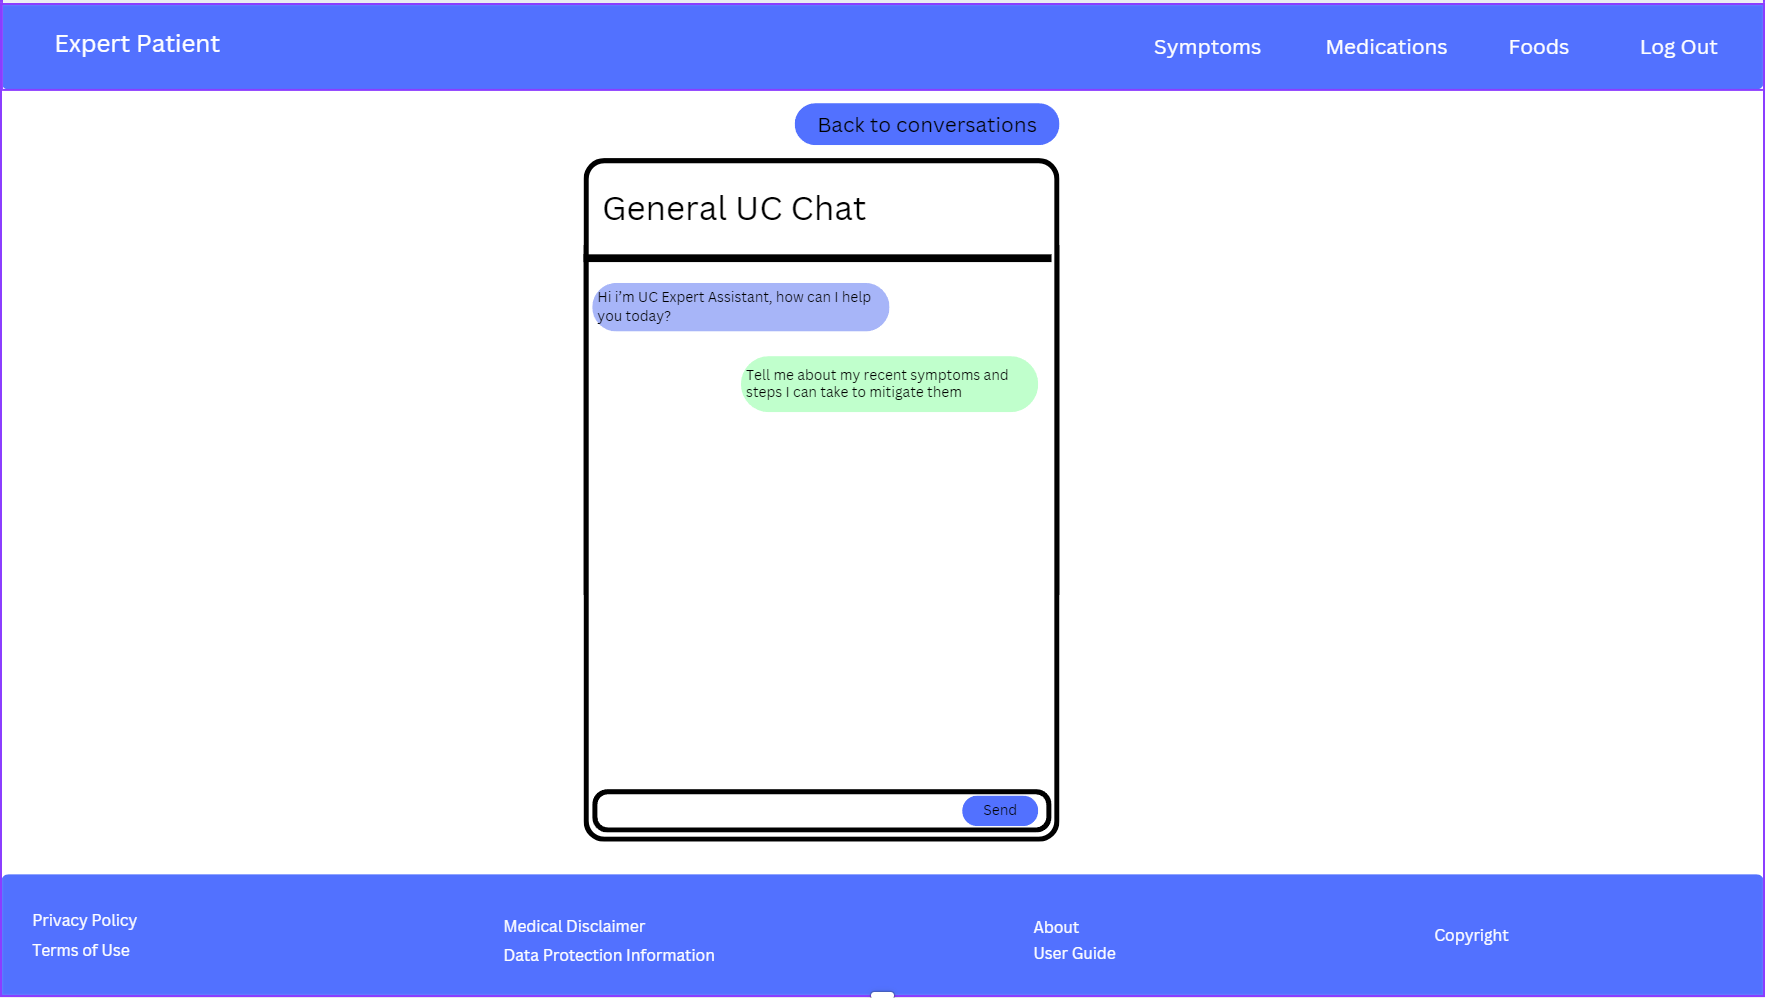 Expert Patient
Symptoms
Medications
Foods
Log Out
Back to conversations
General UC Chat
Hi i'm UC Expert Assistant, how can I help
you today?
Tell me about my recent symptoms and
steps I can take to mitigate them
Send
Privacy Policy
Terms of Use
Medical Disclaimer
Data Protection Information
About
User Guide
Copyright